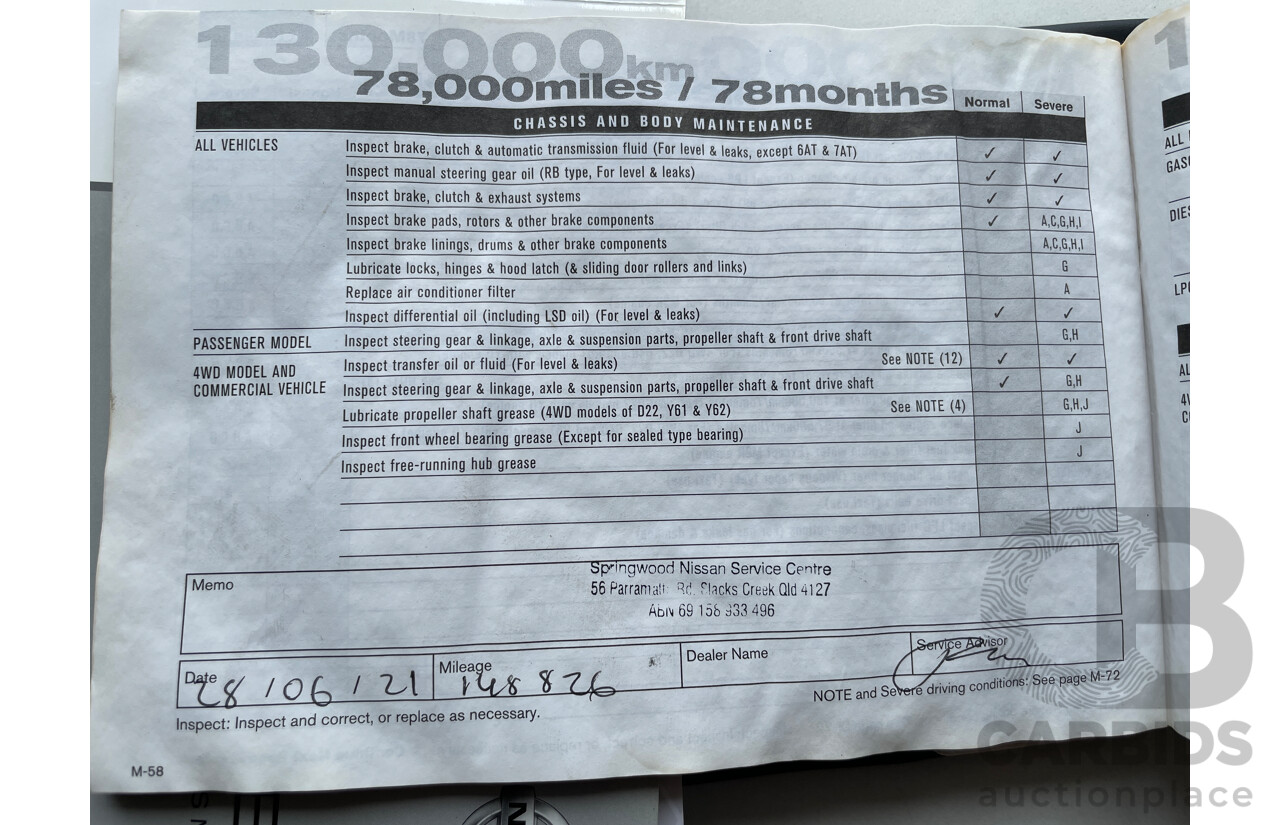 130,000km
78,000miles / 78months
Normal Severe
CHASSIS AND BODY MAINTENANCE
ALL VEHICLES Inspect brake, clutch & automatic transmission fluid (For level & leaks, except 6AT & 7AT) ✓ ✓
Inspect manual steering gear oil (RB type, For level & leaks) ✓ ✓
Inspect brake, clutch & exhaust systems ✓ ✓
Inspect brake pads, rotors & other brake components ✓ A,C,G,H,I
Inspect brake linings, drums & other brake components A,C,G,H,I
Lubricate locks, hinges & hood latch (& sliding door rollers and links) G
Replace air conditioner filter A
Inspect differential oil (including LSD oil) (For level & leaks) ✓ ✓
PASSENGER MODEL Inspect steering gear & linkage, axle & suspension parts, propeller shaft & front drive shaft G,H
4WD MODEL AND COMMERCIAL VEHICLE Inspect transfer oil or fluid (For level & leaks) See NOTE (12) ✓ ✓
Inspect steering gear & linkage, axle & suspension parts, propeller shaft & front drive shaft ✓ G,H
Lubricate propeller shaft grease (4WD models of D22, Y61 & Y62) See NOTE (4) G,H,J
Inspect front wheel bearing grease (Except for sealed type bearing) J
Inspect free-running hub grease J
Memo
Springwood Nissan Service Centre
56 Parramatt Rd, Slacks Creek Qld 4127
ABN 69 158 933 496
Date 28/06/21 Mileage 148826 Dealer Name Service Advisor
NOTE and Severe driving conditions: See page M-72
Inspect: Inspect and correct, or replace as necessary.
M-58
CARBIDS
auctionplace